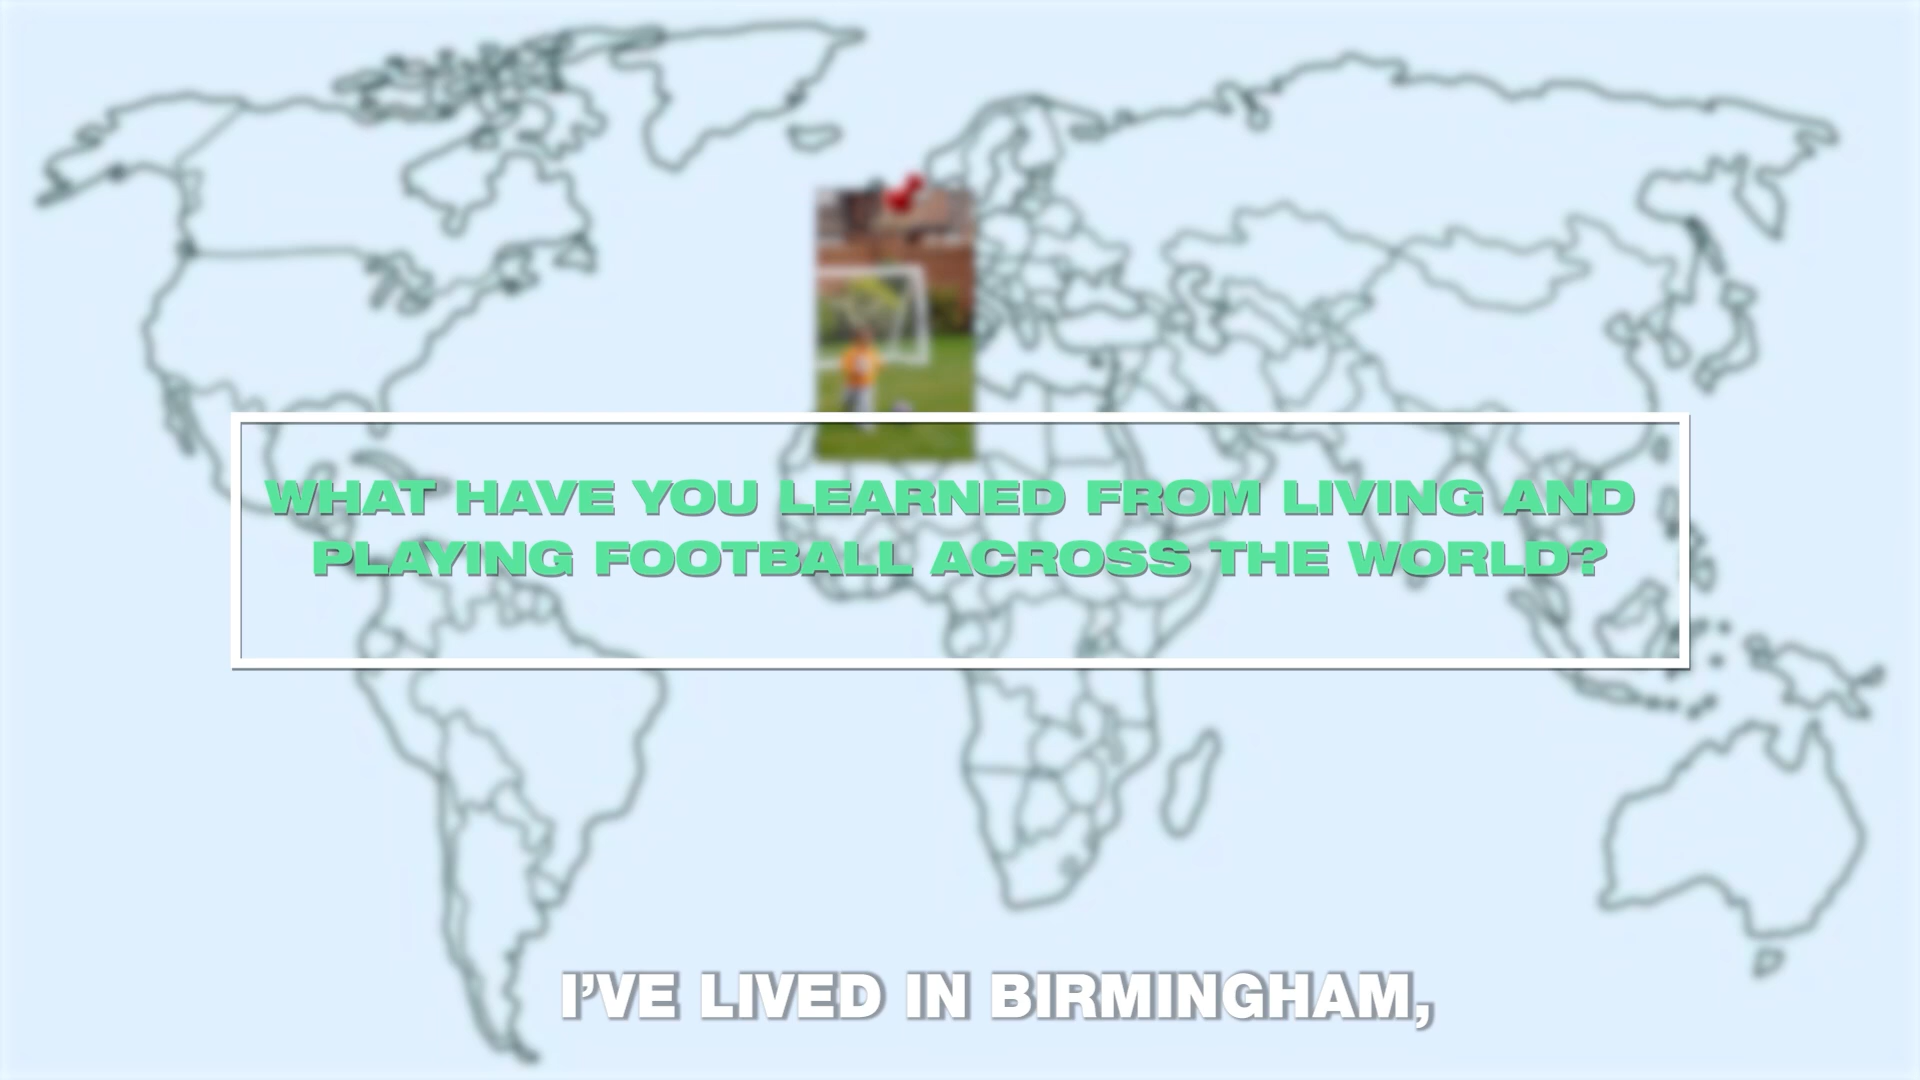 WHAT HAVE YOU LEARNED FROM LIVING AND
PLAYING FOOTBALL ACROSS THE WORLD?
I'VE LIVED IN BIRMINGHAM,